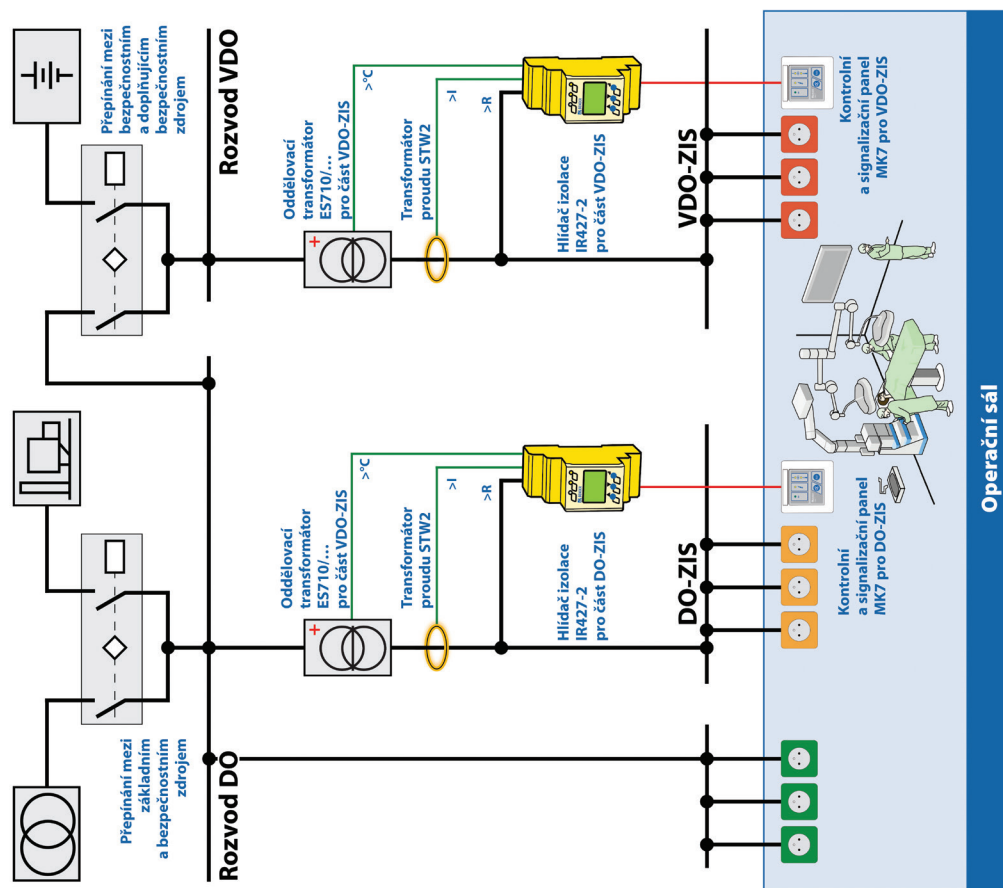 Přepínání mezi
základním
a bezpečnostním
zdrojem
Přepínání mezi
bezpečnostním
a doplňujícím
bezpečnostním
zdrojem
Rozvod DO
Rozvod VDO
Oddělovací
transformátor
ES710/...
pro část VDO-ZIS
+
>°C
Transformátor
proudu STW2
>I
>R
Hlídač izolace
IR427-2
pro část DO-ZIS
DO-ZIS
Oddělovací
transformátor
ES710/...
pro část VDO-ZIS
+
>°C
Transformátor
proudu STW2
>I
>R
Hlídač izolace
IR427-2
pro část VDO-ZIS
VDO-ZIS
Kontrolní
a signalizační panel
MK7 pro DO-ZIS
Kontrolní
a signalizační panel
MK7 pro VDO-ZIS
Operační sál